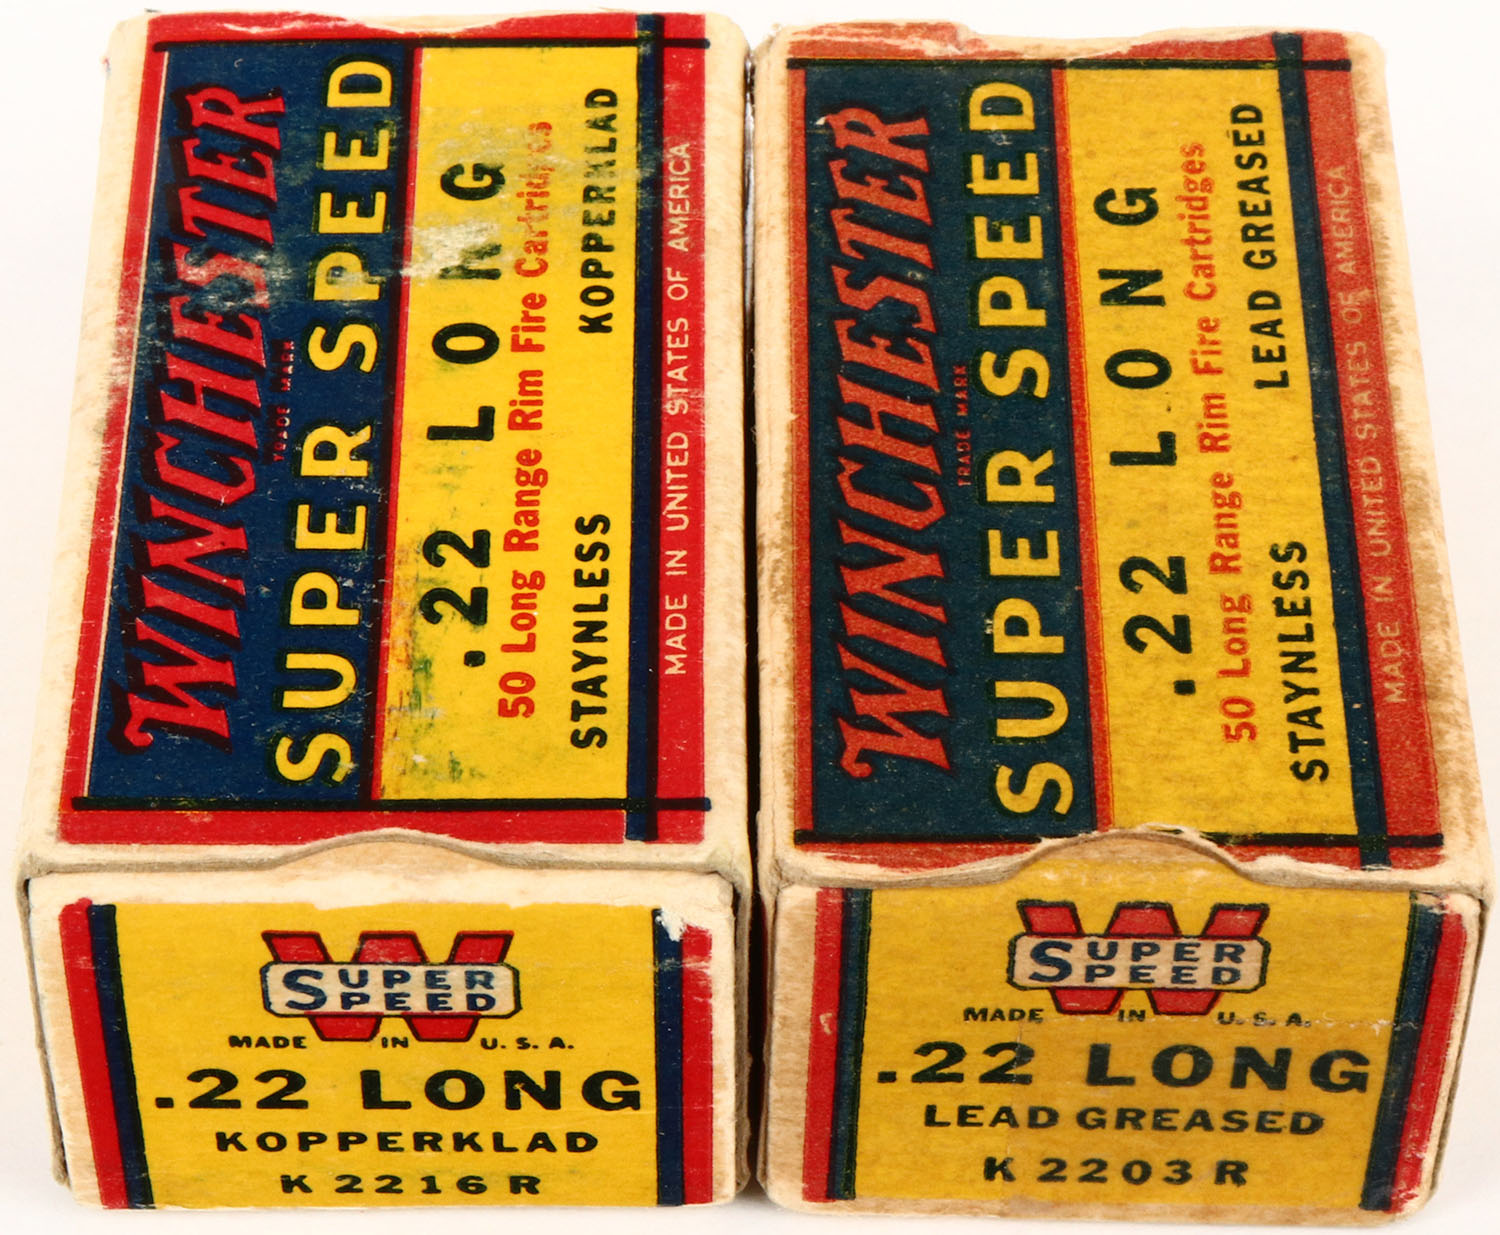 WINCHESTER
TRADE MARK
SUPER SPEED
.22 LONG
50 Long Range Rim Fire Cartridges
STAYNLESS KOPPERKLAD
MADE IN UNITED STATES OF AMERICA
SUPER
SPEED
MADE IN U. S. A.
.22 LONG
KOPPERKLAD
K 2216 R
WINCHESTER
TRADE MARK
SUPER SPEED
.22 LONG
50 Long Range Rim Fire Cartridges
STAYNLESS LEAD GREASED
MADE IN UNITED STATES OF AMERICA
SUPER
SPEED
MADE IN U. S. A.
.22 LONG
LEAD GREASED
K 2203 R